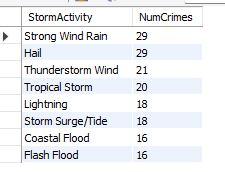 StormActivity NumCrimes
Strong Wind Rain 29
Hail 29
Thunderstorm Wind 21
Tropical Storm 20
Lightning 18
Storm Surge/Tide 18
Coastal Flood 16
Flash Flood 16